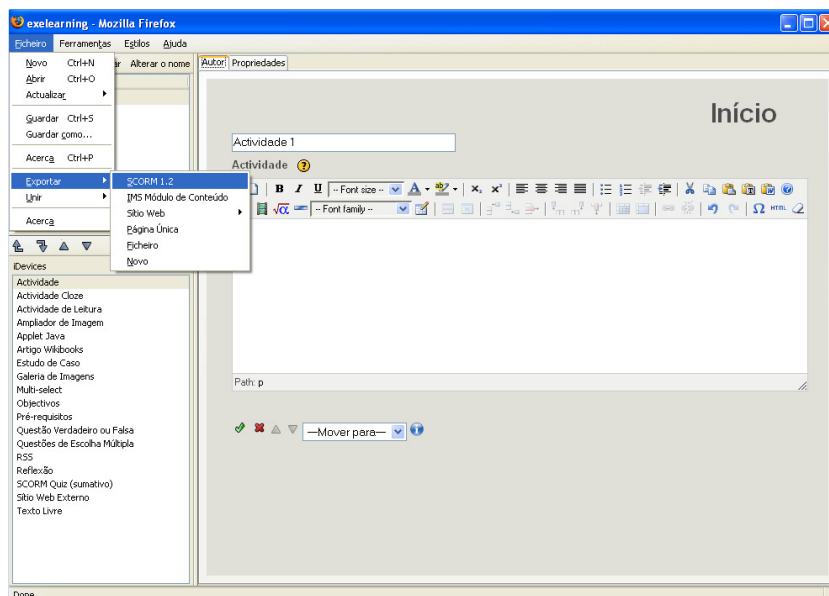 exelearning - Mozilla Firefox
Ficheiro Ferramentas Estilos Ajuda
Novo Ctrl+N
Abrir Ctrl+O
Actualizar
Guardar Ctrl+S
Guardar como...
Acerca Ctrl+P
Exportar
Unir
Acerca
SCORM 1.2
IMS Módulo de Conteúdo
Sítio Web
Página Única
Ficheiro
Novo
Alterar o nome
iDevices
Actividade
Actividade Cloze
Actividade de Leitura
Ampliador de Imagem
Applet Java
Artigo Wikibooks
Estudo de Caso
Galeria de Imagens
Multi-select
Objectivos
Pré-requisitos
Questão Verdadeiro ou Falsa
Questões de Escolha Múltipla
RSS
Reflexão
SCORM Quiz (sumativo)
Sítio Web Externo
Texto Livre
Autor Propriedades
Início
Actividade 1
Actividade
B I U -- Font size -- A HTML
-- Font family --
Path: p
—Mover para—
Done